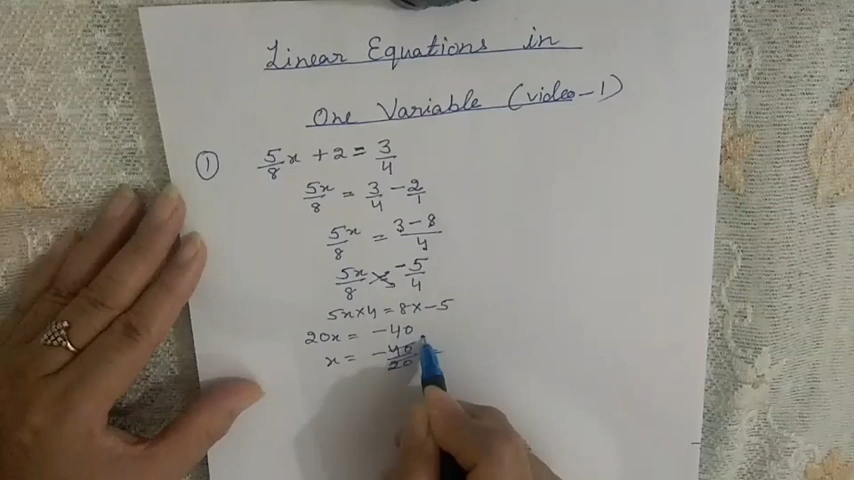 Linear Equations in
One Variable (video-1)
① 5/8 x + 2 = 3/4
5x/8 = 3/4 - 2/1
5x/8 = 3-8/4
5x/8 -5/4
5x×4 = 8×-5
20x = -40
x = -40/20